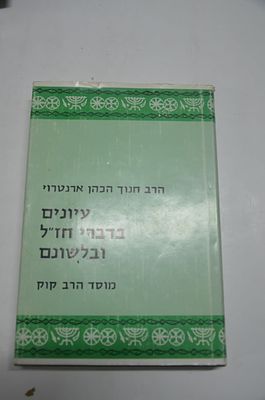 הרב חנוך הכהן ארנטרוי
עיונים
בדברי חז״ל
ובלשונם
מוסד הרב קוק